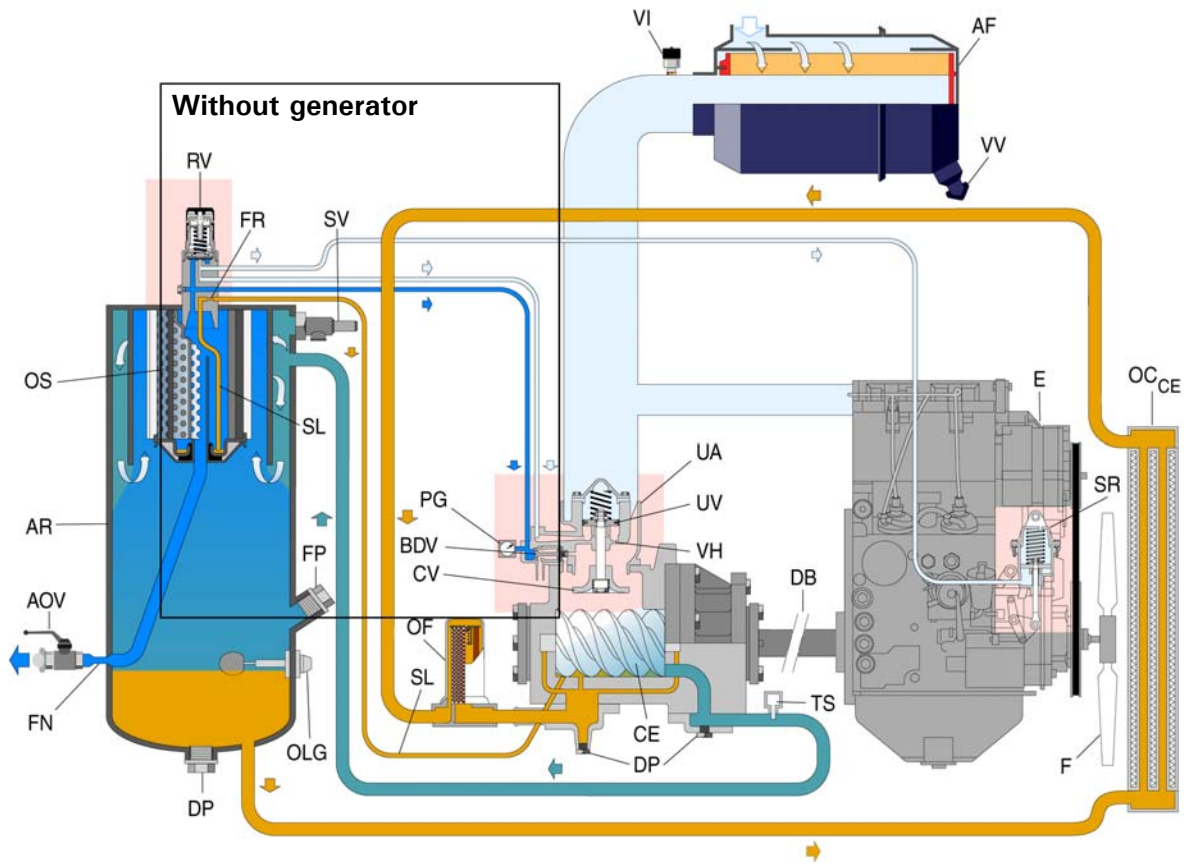 VI
AF
Without generator
VV
RV
FR
SV
OS
SL
E
OC CE
UA
SR
PG
UV
AR
BDV
VH
FP
CV
DB
AOV
OF
SL
TS
FN
OLG
CE
F
DP
DP